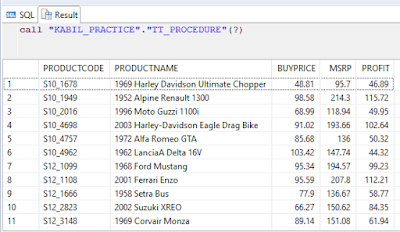 SQL Result
call "KABIL_PRACTICE"."TT_PROCEDURE"(?)
PRODUCTCODE PRODUCTNAME BUYPRICE MSRP PROFIT
1 S10_1678 1969 Harley Davidson Ultimate Chopper 48.81 95.7 46.89
2 S10_1949 1952 Alpine Renault 1300 98.58 214.3 115.72
3 S10_2016 1996 Moto Guzzi 1100i 68.99 118.94 49.95
4 S10_4698 2003 Harley-Davidson Eagle Drag Bike 91.02 193.66 102.64
5 S10_4757 1972 Alfa Romeo GTA 85.68 136 50.32
6 S10_4962 1962 LanciaA Delta 16V 103.42 147.74 44.32
7 S12_1099 1968 Ford Mustang 95.34 194.57 99.23
8 S12_1108 2001 Ferrari Enzo 95.59 207.8 112.21
9 S12_1666 1958 Setra Bus 77.9 136.67 58.77
10 S12_2823 2002 Suzuki XREO 66.27 150.62 84.35
11 S12_3148 1969 Corvair Monza 89.14 151.08 61.94